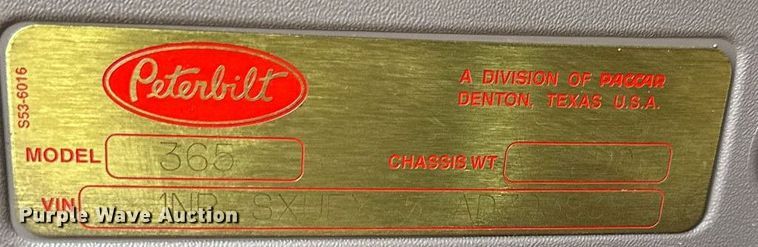 Peterbilt
A DIVISION OF PACCAR
DENTON, TEXAS U.S.A.
S53-6016
MODEL 365
CHASSIS WT
VIN
Purple Wave Auction